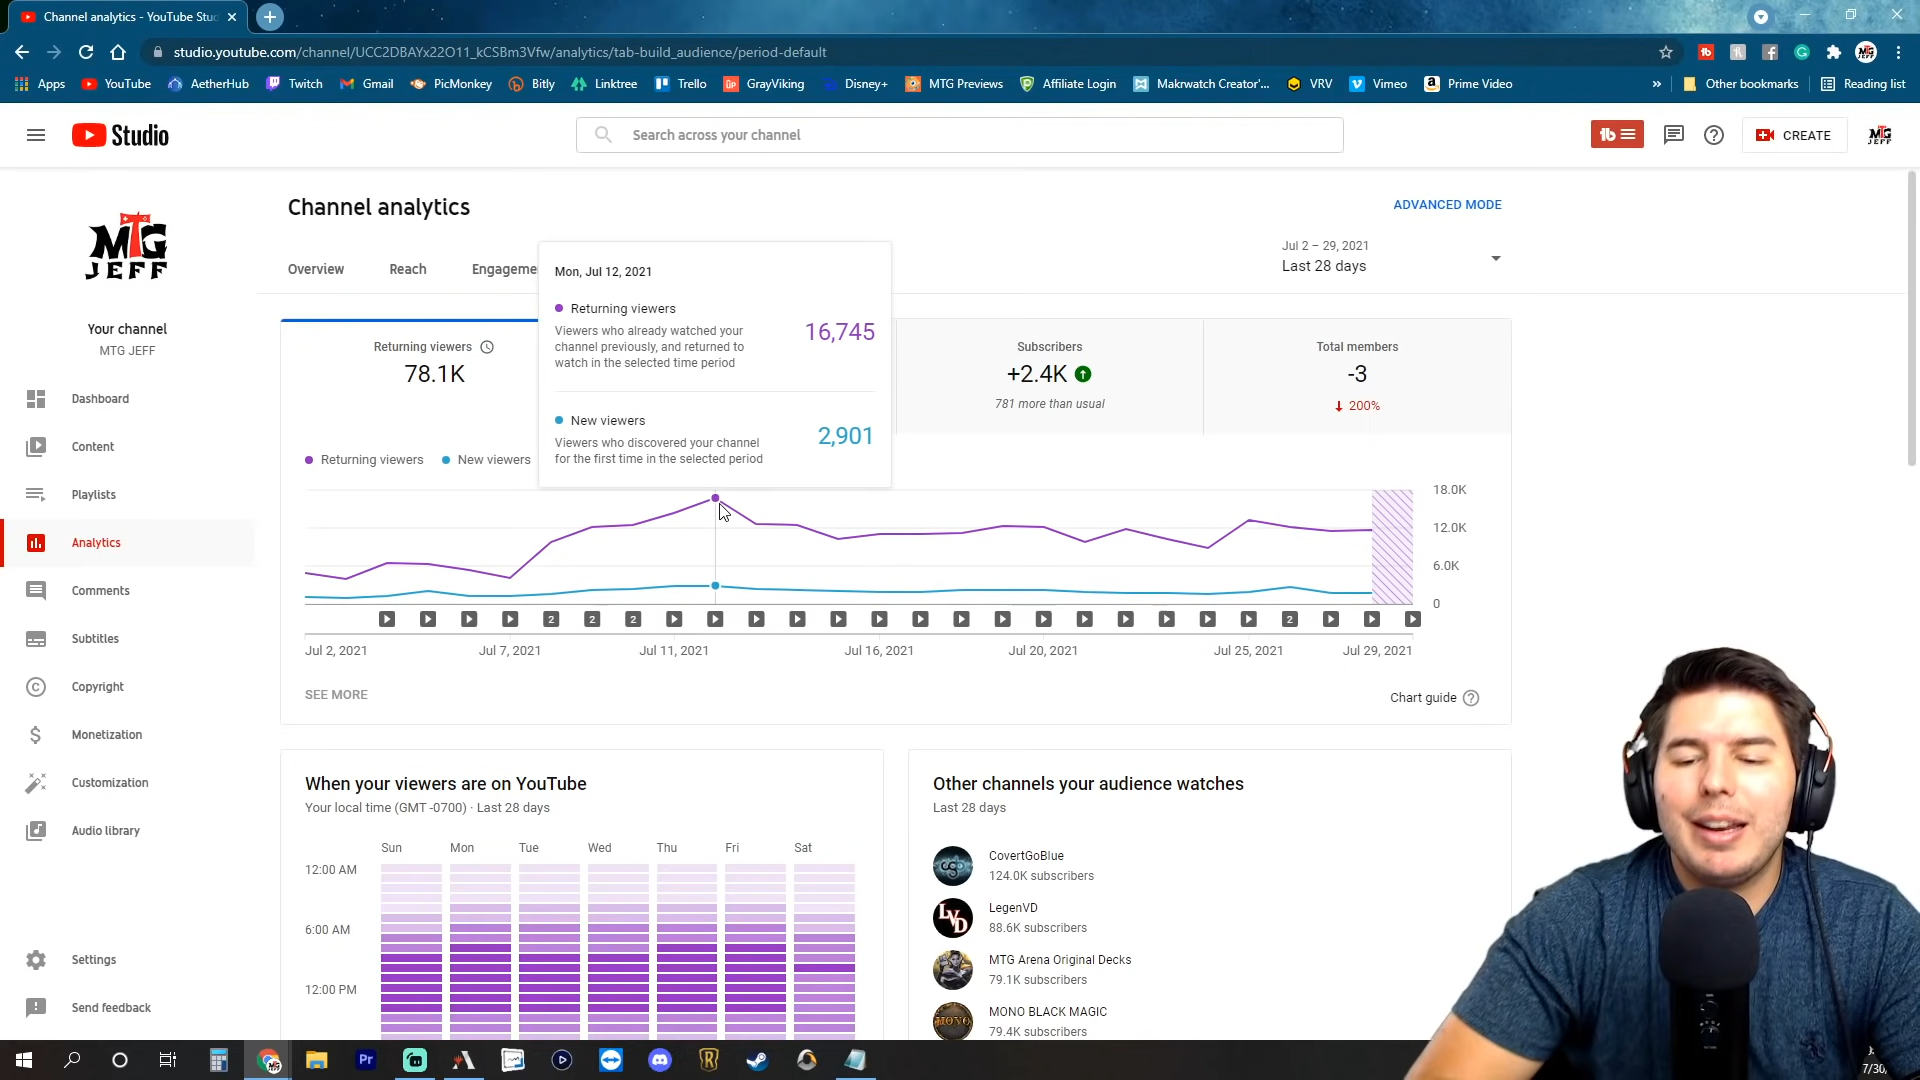 Channel analytics - YouTube Stud
studio.youtube.com/channel/UCC2DBAYx22O11_kCSBm3Vfw/analytics/tab-build_audience/period-default
Apps YouTube AetherHub Twitch Gmail PicMonkey Bitly Linktree Trello GrayViking Disney+ MTG Previews Affiliate Login Makrwatch Creator'... VRV Vimeo Prime Video » Other bookmarks Reading list
Studio
Search across your channel
CREATE
MTG JEFF
Your channel
MTG JEFF
Dashboard
Content
Playlists
Analytics
Comments
Subtitles
Copyright
Monetization
Customization
Audio library
Settings
Send feedback
Channel analytics
ADVANCED MODE
Overview Reach Engageme
Jul 2 – 29, 2021
Last 28 days
Returning viewers
78.1K
Mon, Jul 12, 2021
Returning viewers
Viewers who already watched your
channel previously, and returned to
watch in the selected time period
16,745
New viewers
Viewers who discovered your channel
for the first time in the selected period
2,901
Subscribers
+2.4K
781 more than usual
Total members
-3
200%
Returning viewers New viewers
18.0K
12.0K
6.0K
0
2 2 2 2
Jul 2, 2021 Jul 7, 2021 Jul 11, 2021 Jul 16, 2021 Jul 20, 2021 Jul 25, 2021 Jul 29, 2021
SEE MORE
Chart guide
When your viewers are on YouTube
Your local time (GMT -0700) · Last 28 days
Sun Mon Tue Wed Thu Fri Sat
12:00 AM
6:00 AM
12:00 PM
Other channels your audience watches
Last 28 days
CovertGoBlue
124.0K subscribers
LegenVD
88.6K subscribers
MTG Arena Original Decks
79.1K subscribers
MONO BLACK MAGIC
79.4K subscribers
Pr
7/30,